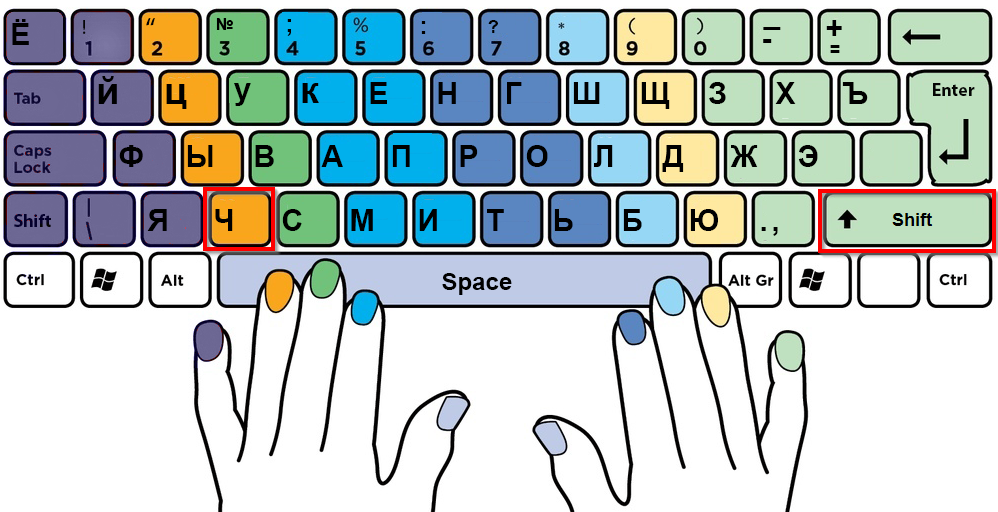 Ё ! 1 “ 2 № 3 ; 4 % 5 : 6 ? 7 * 8 ( 9 ) 0 – - + =
Tab Й Ц У К Е Н Г Ш Щ З Х Ъ Enter
Caps Lock Ф Ы В А П Р О Л Д Ж Э
Shift | \ Я Ч С М И Т Ь Б Ю . , Shift
Ctrl Alt Space Alt Gr Ctrl